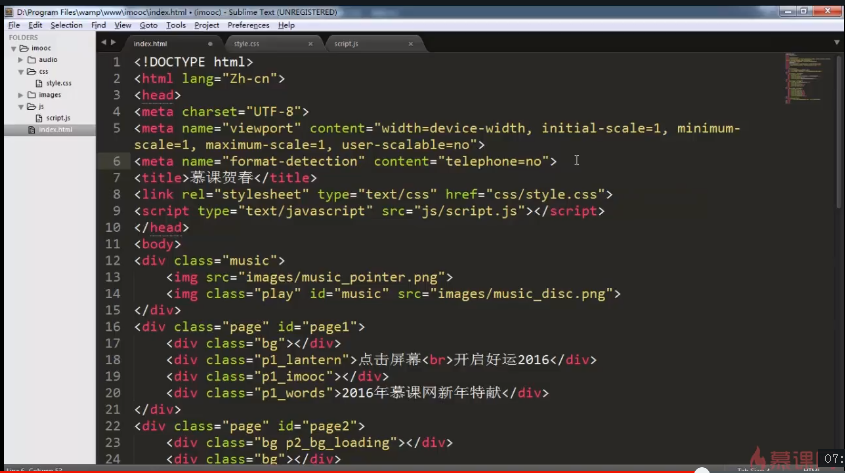 D:\Program Files\wamp\www\imooc\index.html • (imooc) - Sublime Text (UNREGISTERED)
File Edit Selection Find View Goto Tools Project Preferences Help
FOLDERS
imooc
audio
css
style.css
images
js
script.js
index.html
index.html style.css script.js
1 <!DOCTYPE html>
2 <html lang="Zh-cn">
3 <head>
4 <meta charset="UTF-8">
5 <meta name="viewport" content="width=device-width, initial-scale=1, minimum-
scale=1, maximum-scale=1, user-scalable=no">
6 <meta name="format-detection" content="telephone=no">
7 <title>慕课贺春</title>
8 <link rel="stylesheet" type="text/css" href="css/style.css">
9 <script type="text/javascript" src="js/script.js"></script>
10 </head>
11 <body>
12 <div class="music">
13 <img src="images/music_pointer.png">
14 <img class="play" id="music" src="images/music_disc.png">
15 </div>
16 <div class="page" id="page1">
17 <div class="bg"></div>
18 <div class="p1_lantern">点击屏幕<br>开启好运2016</div>
19 <div class="p1_imooc"></div>
20 <div class="p1_words">2016年慕课网新年特献</div>
21 </div>
22 <div class="page" id="page2">
23 <div class="bg p2_bg_loading"></div>
24 <div class="bg"></div>
慕课
07: